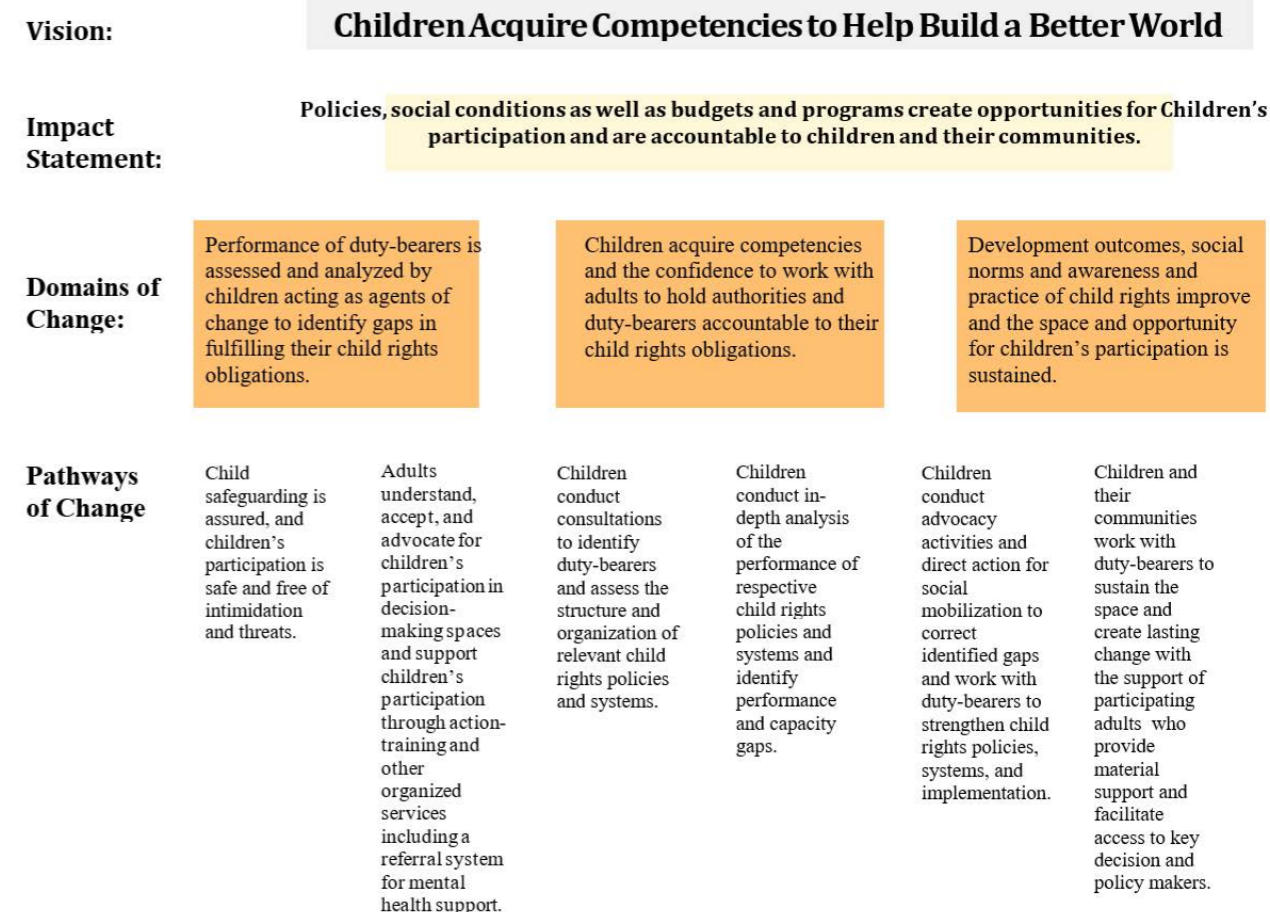 Vision:
Children Acquire Competencies to Help Build a Better World
Impact
Statement:
Policies, social conditions as well as budgets and programs create opportunities for Children’s
participation and are accountable to children and their communities.
Domains of
Change:
Performance of duty-bearers is
assessed and analyzed by
children acting as agents of
change to identify gaps in
fulfilling their child rights
obligations.
Children acquire competencies
and the confidence to work with
adults to hold authorities and
duty-bearers accountable to their
child rights obligations.
Development outcomes, social
norms and awareness and
practice of child rights improve
and the space and opportunity
for children’s participation is
sustained.
Pathways
of Change
Child
safeguarding is
assured, and
children’s
participation is
safe and free of
intimidation
and threats.
Adults
understand,
accept, and
advocate for
children’s
participation in
decision-
making spaces
and support
children’s
participation
through action-
training and
other
organized
services
including a
referral system
for mental
health support.
Children
conduct
consultations
to identify
duty-bearers
and assess the
structure and
organization of
relevant child
rights policies
and systems.
Children
conduct in-
depth analysis
of the
performance of
respective
child rights
policies and
systems and
identify
performance
and capacity
gaps.
Children
conduct
advocacy
activities and
direct action for
social
mobilization to
correct
identified gaps
and work with
duty-bearers to
strengthen child
rights policies,
systems, and
implementation.
Children and
their
communities
work with
duty-bearers to
sustain the
space and
create lasting
change with
the support of
participating
adults who
provide
material
support and
facilitate
access to key
decision and
policy makers.